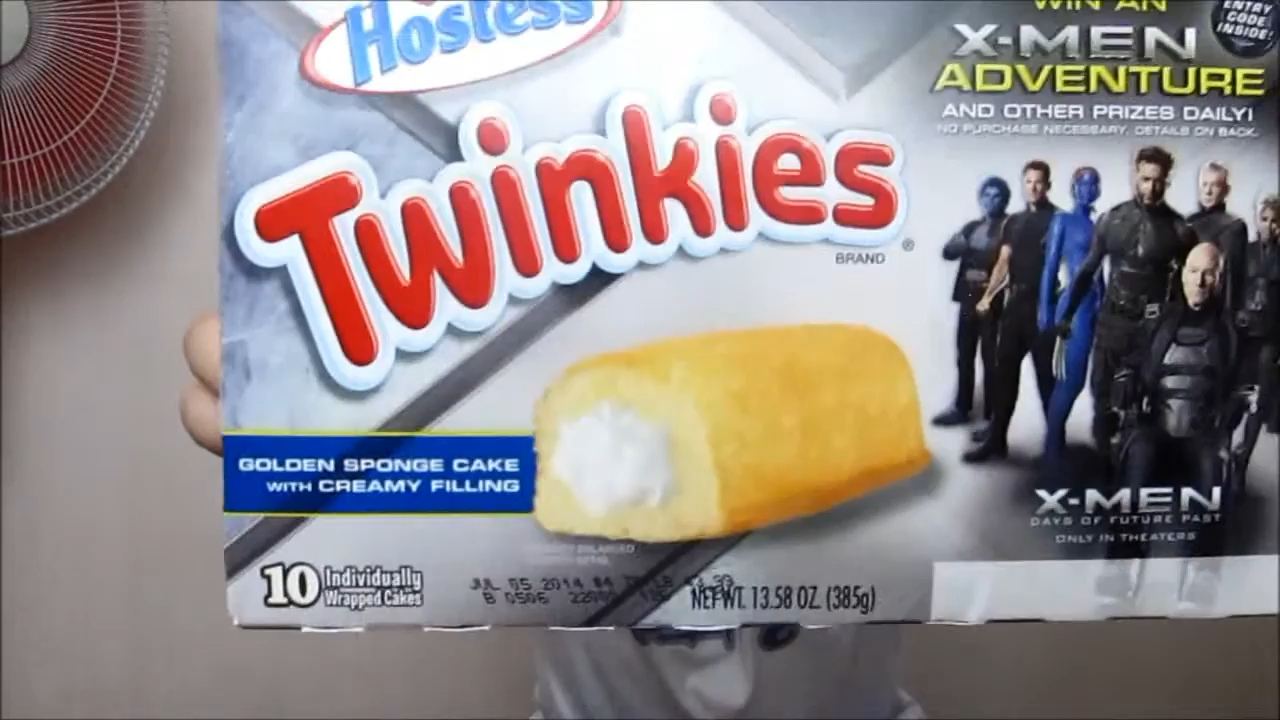 Hostess
Twinkies
®
BRAND
GOLDEN SPONGE CAKE
WITH CREAMY FILLING
10 Individually
Wrapped Cakes
JUL 05 2014
B 0506
NET WT. 13.58 OZ. (385g)
WIN AN
X-MEN
ADVENTURE
AND OTHER PRIZES DAILY!
NO PURCHASE NECESSARY. DETAILS ON BACK.
ENTRY
CODE
INSIDE!
X-MEN
DAYS OF FUTURE PAST
ONLY IN THEATERS